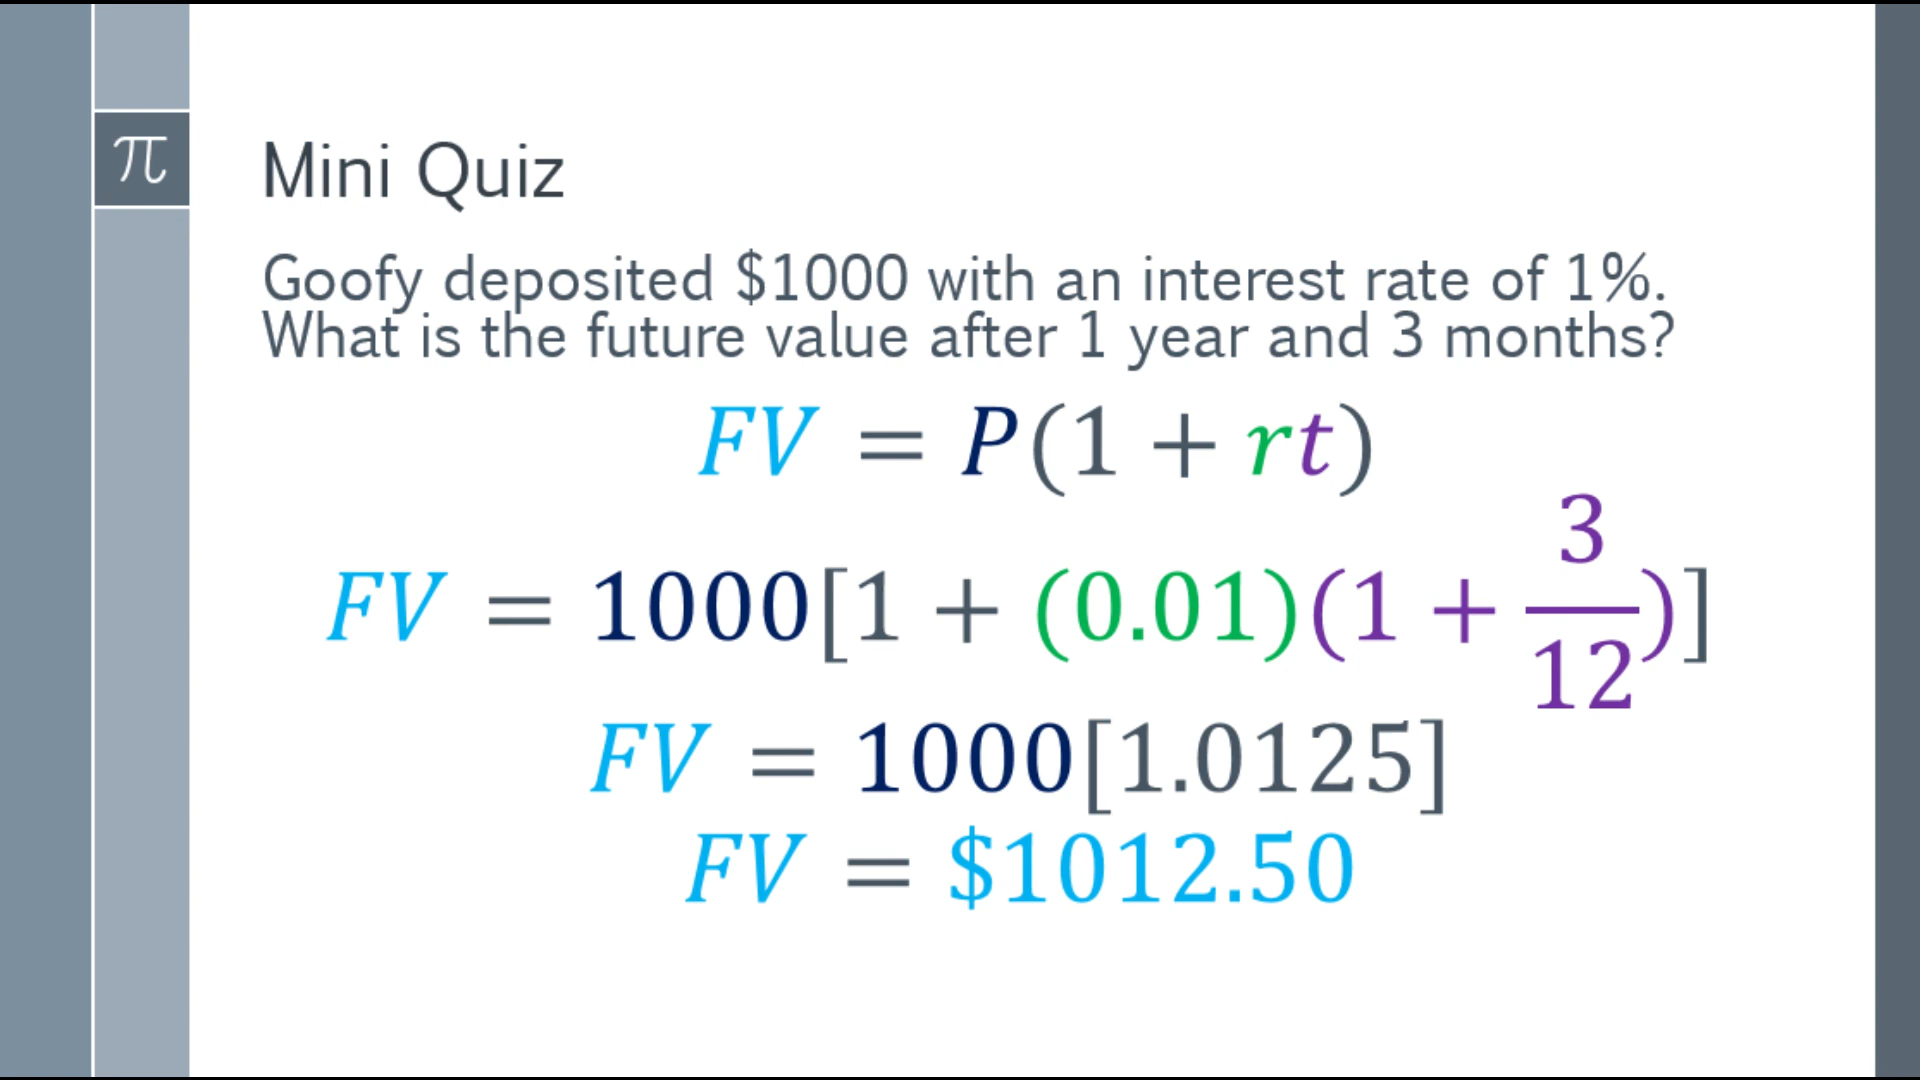 π
Mini Quiz
Goofy deposited $1000 with an interest rate of 1%.
What is the future value after 1 year and 3 months?
FV = P(1 + rt)
FV = 1000[1 + (0.01)(1 + 3/12)]
FV = 1000[1.0125]
FV = $1012.50